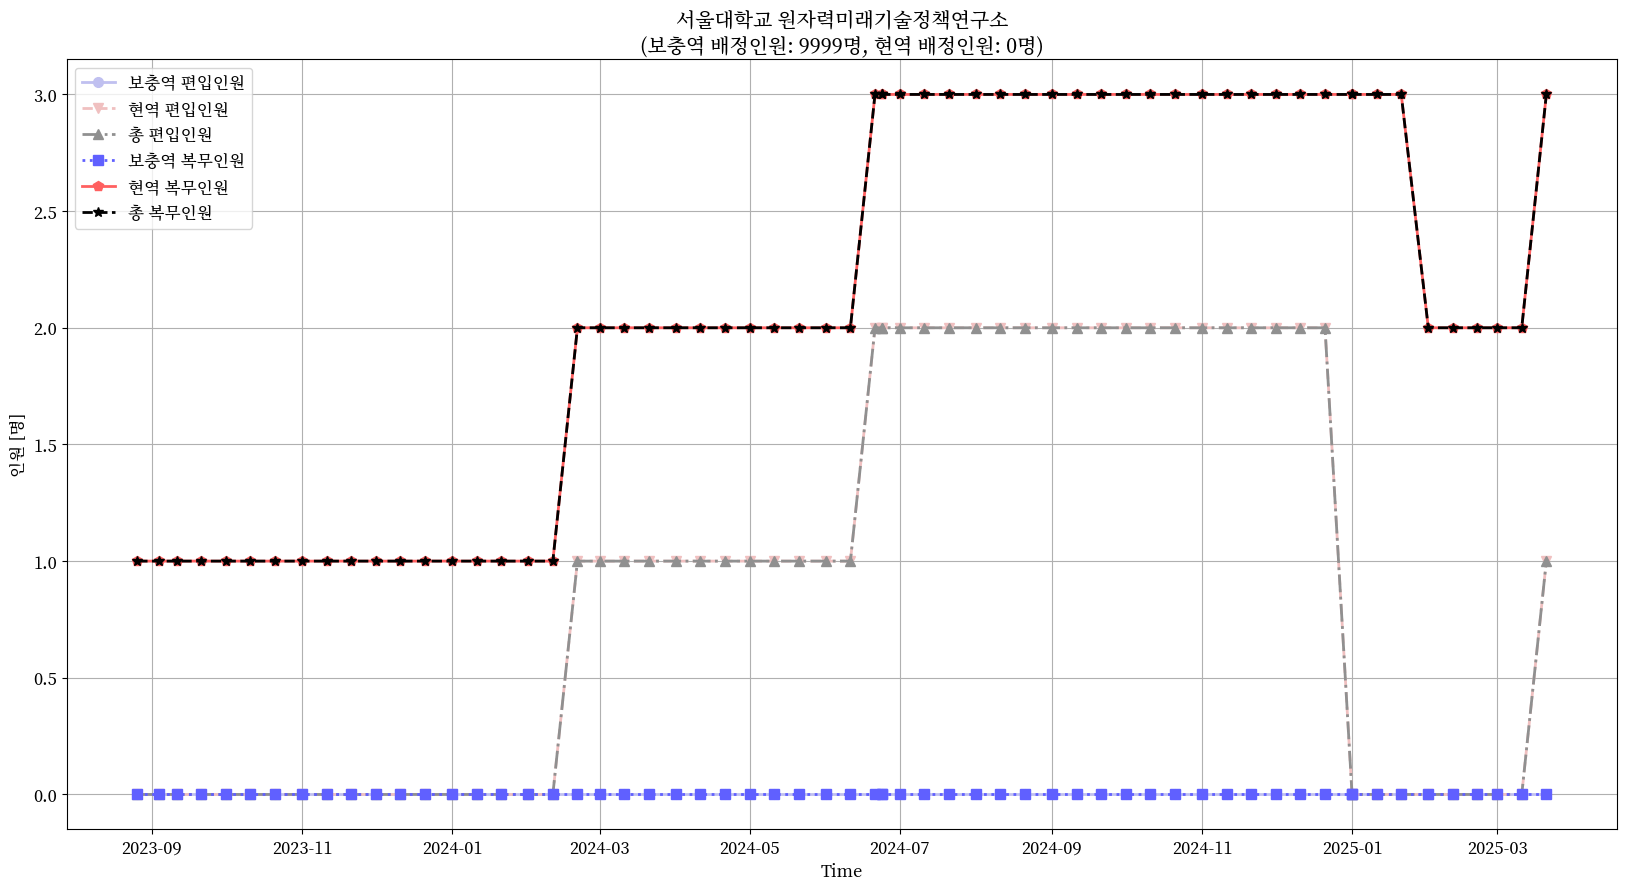 서울대학교 원자력미래기술정책연구소
(보충역 배정인원: 9999명, 현역 배정인원: 0명)
보충역 편입인원
현역 편입인원
총 편입인원
보충역 복무인원
현역 복무인원
총 복무인원
인원 [명]
3.0
2.5
2.0
1.5
1.0
0.5
0.0
2023-09
2023-11
2024-01
2024-03
2024-05
2024-07
2024-09
2024-11
2025-01
2025-03
Time